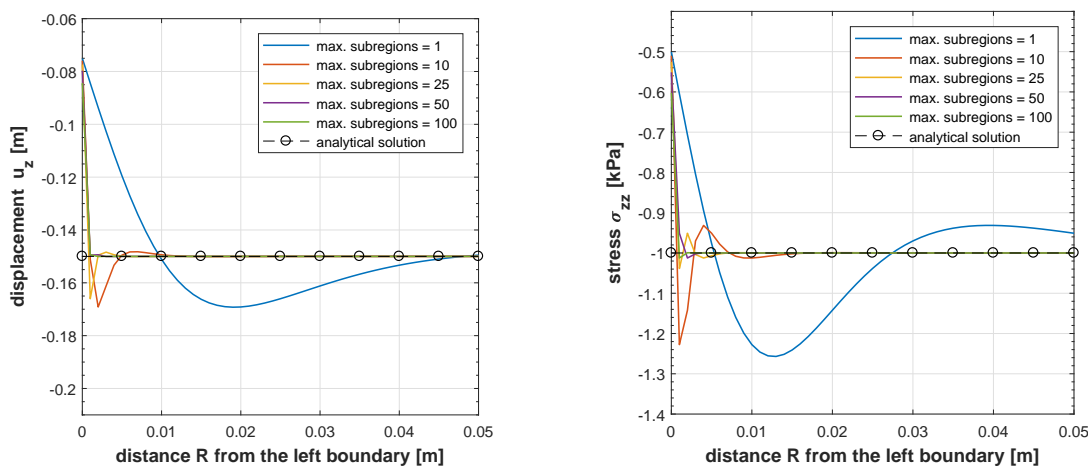 -0.06
-0.08
-0.1
-0.12
-0.14
-0.16
-0.18
-0.2
displacement u_z [m]
max. subregions = 1
max. subregions = 10
max. subregions = 25
max. subregions = 50
max. subregions = 100
analytical solution
0 0.01 0.02 0.03 0.04 0.05
distance R from the left boundary [m]
-0.5
-0.6
-0.7
-0.8
-0.9
-1
-1.1
-1.2
-1.3
-1.4
stress σ_zz [kPa]
max. subregions = 1
max. subregions = 10
max. subregions = 25
max. subregions = 50
max. subregions = 100
analytical solution
0 0.01 0.02 0.03 0.04 0.05
distance R from the left boundary [m]